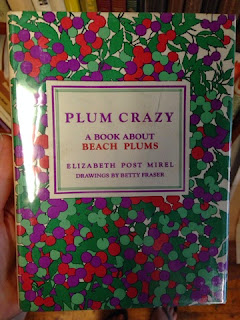 PLUM CRAZY
A BOOK ABOUT
BEACH PLUMS
ELIZABETH POST MIREL
DRAWINGS BY BETTY FRASER